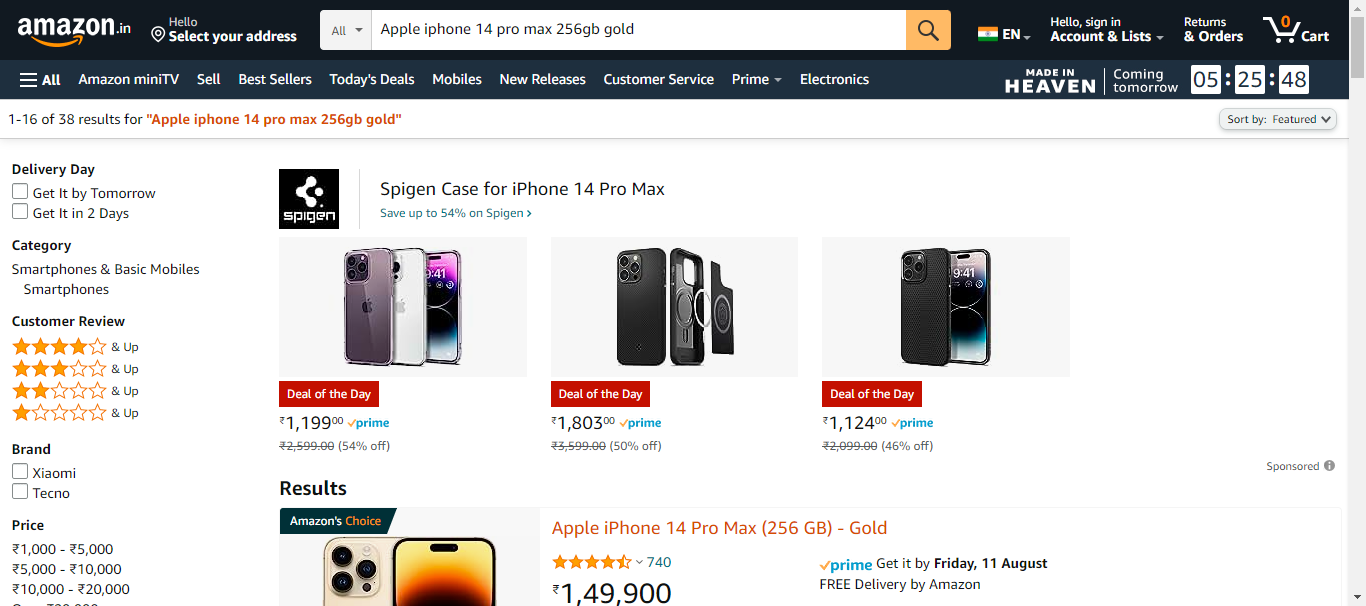 amazon.in
Hello
Select your address
All
Apple iphone 14 pro max 256gb gold
EN
Hello, sign in
Account & Lists
Returns
& Orders
0
Cart
All
Amazon miniTV
Sell
Best Sellers
Today's Deals
Mobiles
New Releases
Customer Service
Prime
Electronics
MADE IN
HEAVEN
Coming
tomorrow
05 : 25 : 48
1-16 of 38 results for "Apple iphone 14 pro max 256gb gold"
Sort by: Featured
Delivery Day
Get It by Tomorrow
Get It in 2 Days
Category
Smartphones & Basic Mobiles
Smartphones
Customer Review
& Up
& Up
& Up
& Up
Brand
Xiaomi
Tecno
Price
₹1,000 - ₹5,000
₹5,000 - ₹10,000
₹10,000 - ₹20,000
spigen
Spigen Case for iPhone 14 Pro Max
Save up to 54% on Spigen ›
9:41
Deal of the Day
₹1,19900 prime
₹2,599.00 (54% off)
Deal of the Day
₹1,80300 prime
₹3,599.00 (50% off)
9:41
Deal of the Day
₹1,12400 prime
₹2,099.00 (46% off)
Sponsored
Results
Amazon's Choice
Apple iPhone 14 Pro Max (256 GB) - Gold
740
₹1,49,900
prime Get it by Friday, 11 August
FREE Delivery by Amazon